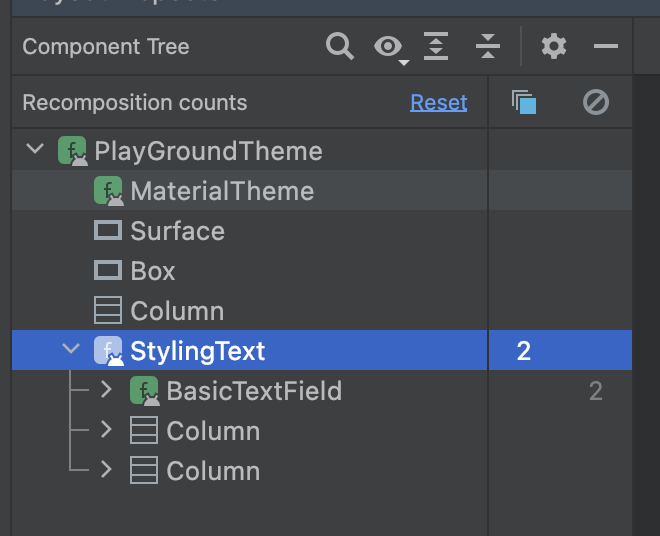 Component Tree
Recomposition counts Reset
PlayGroundTheme
MaterialTheme
Surface
Box
Column
StylingText 2
BasicTextField 2
Column
Column